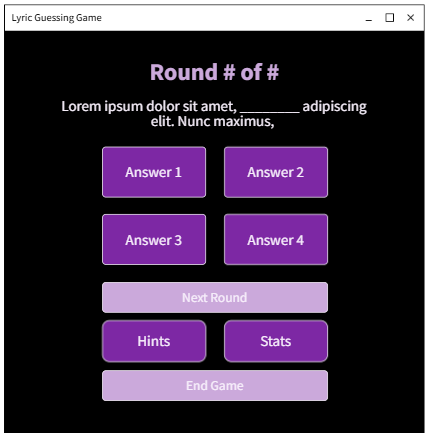 Lyric Guessing Game
Round # of #
Lorem ipsum dolor sit amet, ________ adipiscing
elit. Nunc maximus,
Answer 1
Answer 2
Answer 3
Answer 4
Next Round
Hints
Stats
End Game